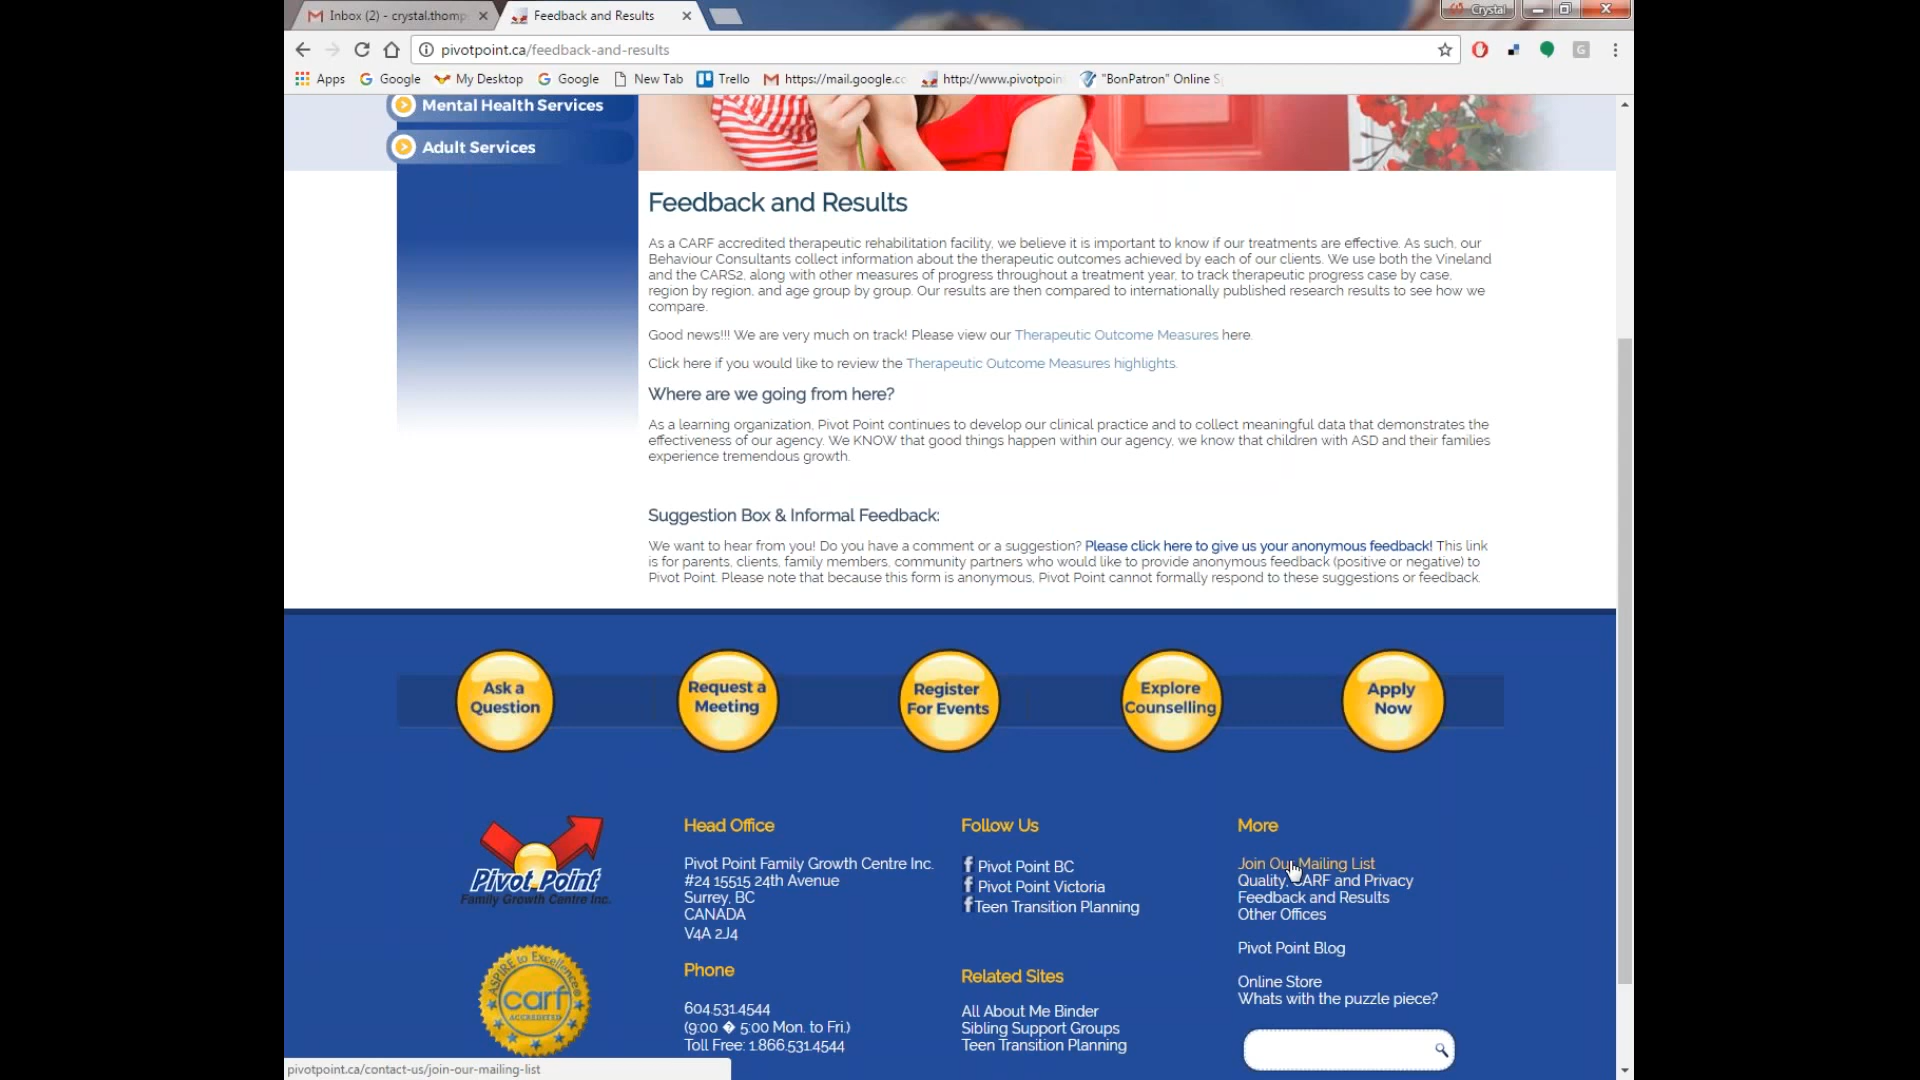 Inbox (2) - crystal.thomp
Feedback and Results
Crystal
pivotpoint.ca/feedback-and-results
Apps
Google
My Desktop
Google
New Tab
Trello
https://mail.google.co
http://www.pivotpoin
"BonPatron" Online S
Mental Health Services
Adult Services
Feedback and Results
As a CARF accredited therapeutic rehabilitation facility, we believe it is important to know if our treatments are effective. As such, our
Behaviour Consultants collect information about the therapeutic outcomes achieved by each of our clients. We use both the Vineland
and the CARS2, along with other measures of progress throughout a treatment year, to track therapeutic progress case by case,
region by region, and age group by group. Our results are then compared to internationally published research results to see how we
compare.
Good news!!! We are very much on track! Please view our Therapeutic Outcome Measures here.
Click here if you would like to review the Therapeutic Outcome Measures highlights.
Where are we going from here?
As a learning organization, Pivot Point continues to develop our clinical practice and to collect meaningful data that demonstrates the
effectiveness of our agency. We KNOW that good things happen within our agency, we know that children with ASD and their families
experience tremendous growth.
Suggestion Box & Informal Feedback:
We want to hear from you! Do you have a comment or a suggestion? Please click here to give us your anonymous feedback! This link
is for parents, clients, family members, community partners who would like to provide anonymous feedback (positive or negative) to
Pivot Point. Please note that because this form is anonymous, Pivot Point cannot formally respond to these suggestions or feedback.
Ask a
Question
Request a
Meeting
Register
For Events
Explore
Counselling
Apply
Now
Pivot Point
Family Growth Centre Inc.
ASPIRE to Excellence
carf
ACCREDITED
Head Office
Pivot Point Family Growth Centre Inc.
#24 15515 24th Avenue
Surrey, BC
CANADA
V4A 2J4
Phone
604.531.4544
(9:00 � 5:00 Mon. to Fri.)
Toll Free: 1.866.531.4544
Follow Us
Pivot Point BC
Pivot Point Victoria
Teen Transition Planning
Related Sites
All About Me Binder
Sibling Support Groups
Teen Transition Planning
More
Join Our Mailing List
Quality, CARF and Privacy
Feedback and Results
Other Offices
Pivot Point Blog
Online Store
Whats with the puzzle piece?
pivotpoint.ca/contact-us/join-our-mailing-list